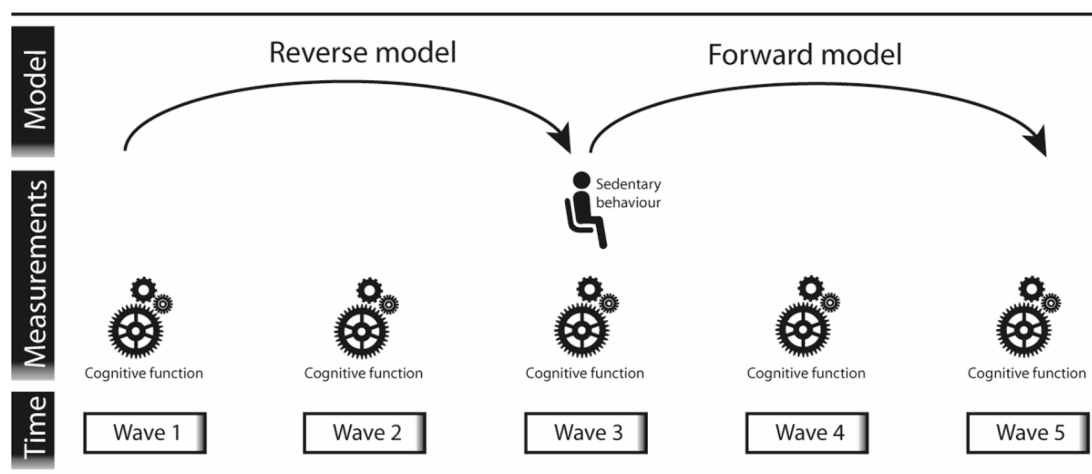 Model
Reverse model
Forward model
Measurements
Sedentary
behaviour
Cognitive function
Cognitive function
Cognitive function
Cognitive function
Cognitive function
Time
Wave 1
Wave 2
Wave 3
Wave 4
Wave 5